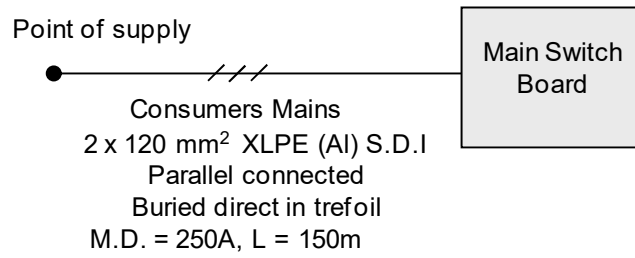 Point of supply
Main Switch
Board
Consumers Mains
2 x 120 mm² XLPE (Al) S.D.I
Parallel connected
Buried direct in trefoil
M.D. = 250A, L = 150m